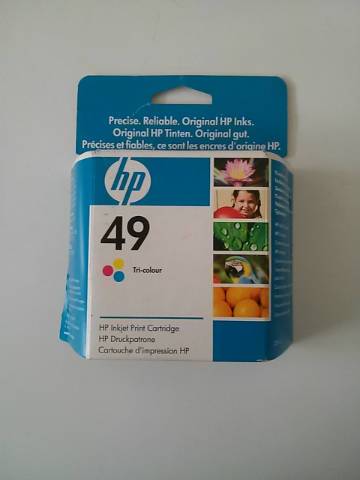 Precise. Reliable. Original HP Inks.
Original HP Tinten. Original gut.
Précises et fiables, ce sont les encres d'origine HP.
hp
49
Tri-colour
HP Inkjet Print Cartridge
HP Druckpatrone
Cartouche d'impression HP